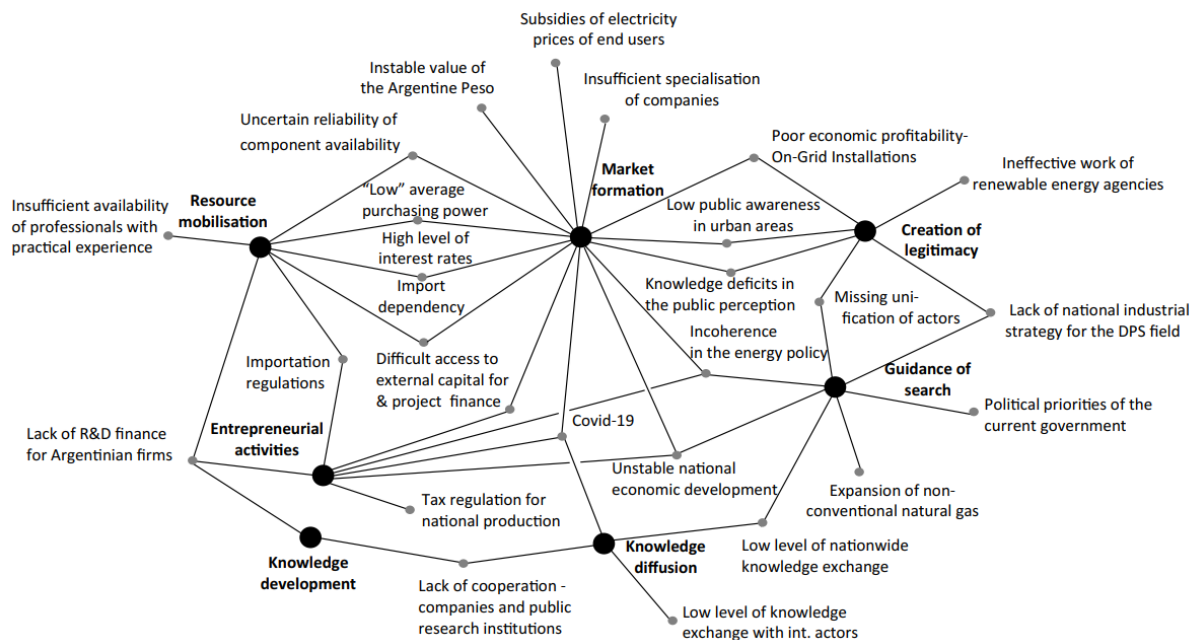 Subsidies of electricity
prices of end users
Instable value of
the Argentine Peso
Insufficient specialisation
of companies
Uncertain reliability of
component availability
Poor economic profitability-
On-Grid Installations
Ineffective work of
renewable energy agencies
Market
formation
Resource
mobilisation
"Low" average
purchasing power
Insufficient availability
of professionals with
practical experience
Low public awareness
in urban areas
Creation of
legitimacy
High level of
interest rates
Import
dependency
Knowledge deficits in
the public perception
Missing uni-
fication of actors
Lack of national industrial
strategy for the DPS field
Incoherence
in the energy policy
Importation
regulations
Difficult access to
external capital for
& project finance
Guidance of
search
Political priorities of the
current government
Covid-19
Entrepreneurial
activities
Lack of R&D finance
for Argentinian firms
Unstable national
economic development
Expansion of non-
conventional natural gas
Tax regulation for
national production
Knowledge
development
Knowledge
diffusion
Low level of nationwide
knowledge exchange
Lack of cooperation -
companies and public
research institutions
Low level of knowledge
exchange with int. actors